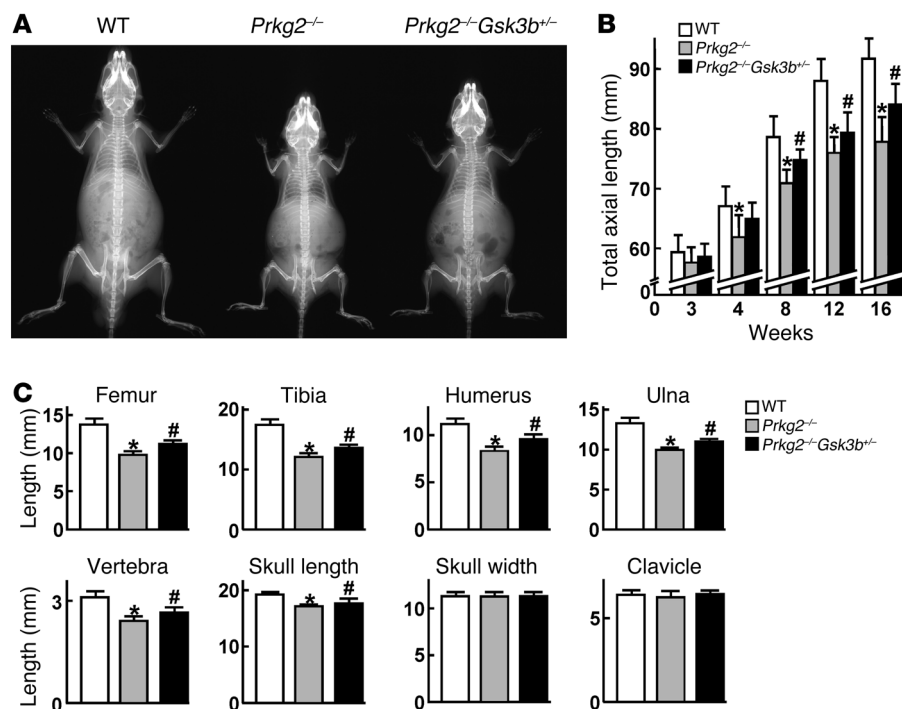 A
WT
Prkg2–/–
Prkg2–/–Gsk3b+/–
B
WT
Prkg2–/–
Prkg2–/–Gsk3b+/–
Total axial length (mm)
90
80
70
60
0
* * # * # * #
0 3 4 8 12 16
Weeks
C
Femur
Length (mm)
15
10
5
0
* #
Tibia
20
10
0
* #
Humerus
10
5
0
* #
Ulna
15
10
5
0
* #
WT
Prkg2–/–
Prkg2–/–Gsk3b+/–
Vertebra
Length (mm)
3
0
* #
Skull length
20
10
0
* #
Skull width
10
5
0
Clavicle
5
0